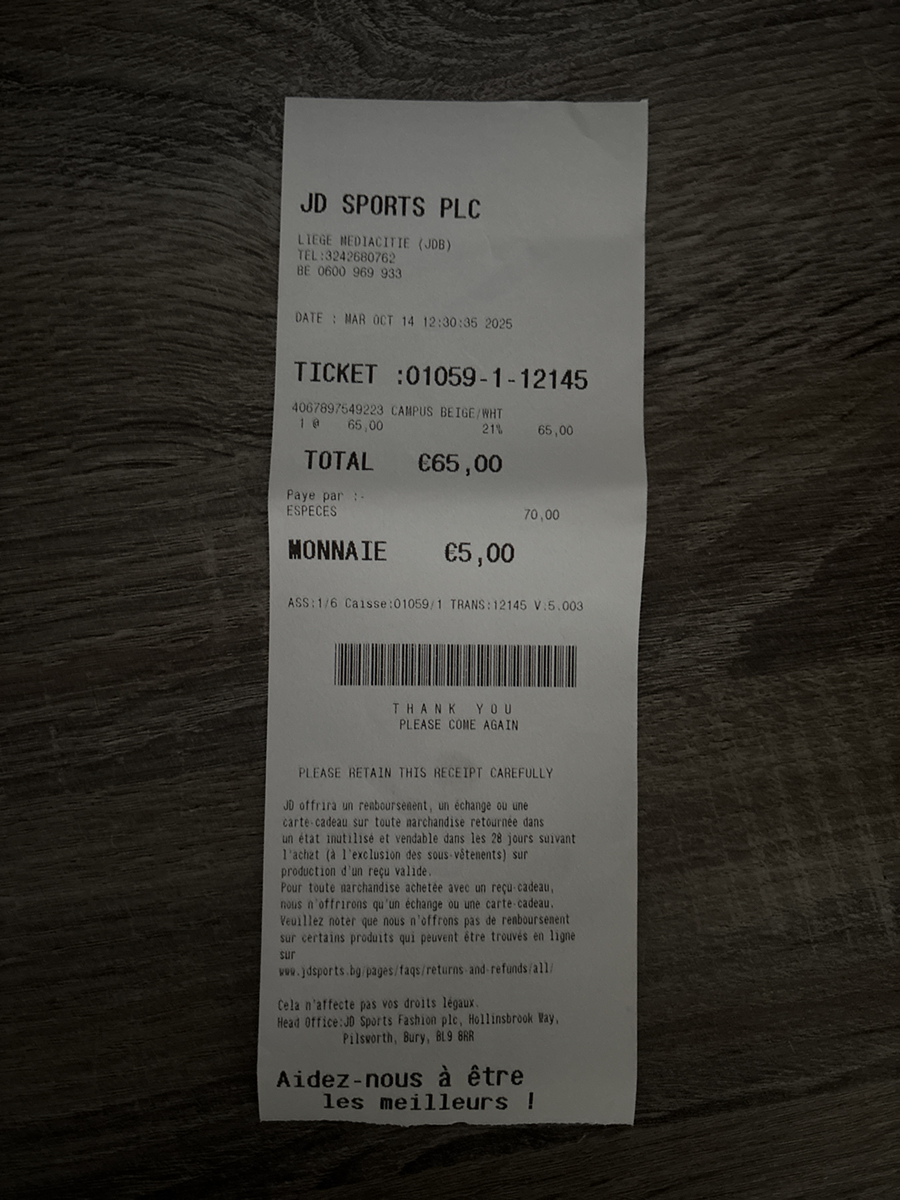 JD SPORTS PLC
LIEGE MEDIACITIE (JDB)
TEL:3242680762
BE 0600 969 933
DATE : MAR OCT 14 12:30:35 2025
TICKET :01059-1-12145
4067897549223 CAMPUS BEIGE/WHT
1 @ 65,00 21% 65,00
TOTAL €65,00
Paye par :-
ESPECES 70,00
MONNAIE €5,00
ASS:1/6 Caisse:01059/1 TRANS:12145 V.5.003
THANK YOU
PLEASE COME AGAIN
PLEASE RETAIN THIS RECEIPT CAREFULLY
JD offrira un remboursement, un échange ou une
carte-cadeau sur toute marchandise retournée dans
un état inutilisé et vendable dans les 28 jours suivant
l'achat (à l'exclusion des sous-vêtements) sur
production d'un reçu valide.
Pour toute marchandise achetée avec un reçu-cadeau,
nous n'offrirons qu'un échange ou une carte-cadeau.
Veuillez noter que nous n'offrons pas de remboursement
sur certains produits qui peuvent être trouvés en ligne
sur
www.jdsports.bg/pages/faqs/returns-and-refunds/all/
Cela n'affecte pas vos droits légaux.
Head Office:JD Sports Fashion plc, Hollinsbrook Way,
Pilsworth, Bury, BL9 8RR
Aidez-nous à être
les meilleurs !